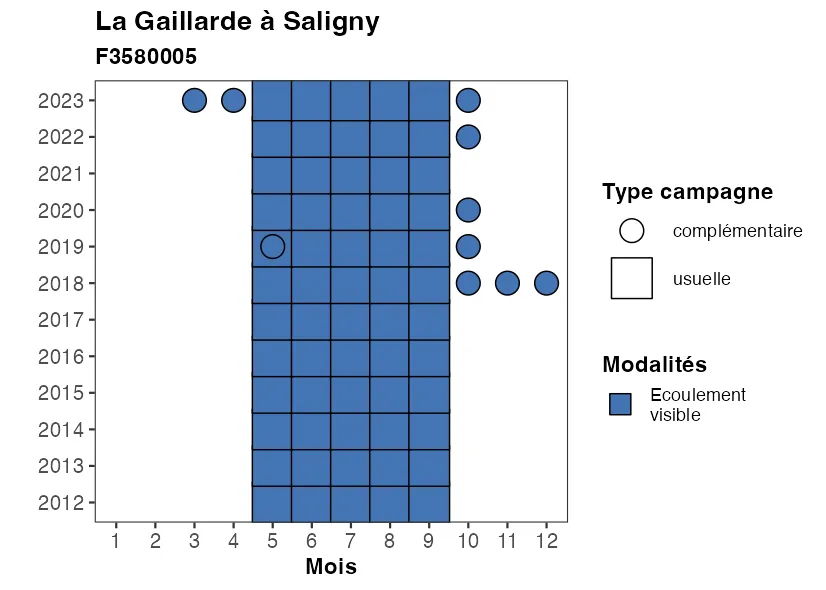 La Gaillarde à Saligny
F3580005
2023
2022
2021
2020
2019
2018
2017
2016
2015
2014
2013
2012
1 2 3 4 5 6 7 8 9 10 11 12
Mois
Type campagne
complémentaire
usuelle
Modalités
Ecoulement
visible